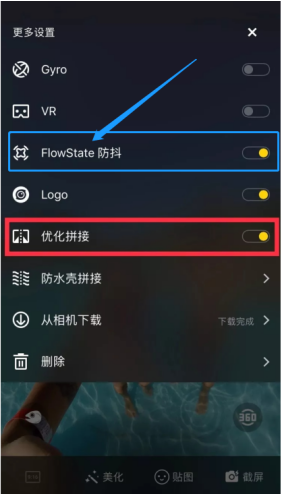 更多设置
Gyro
VR
FlowState 防抖
Logo
优化拼接
防水壳拼接
从相机下载 下载完成
删除
360
美化 贴图 截屏